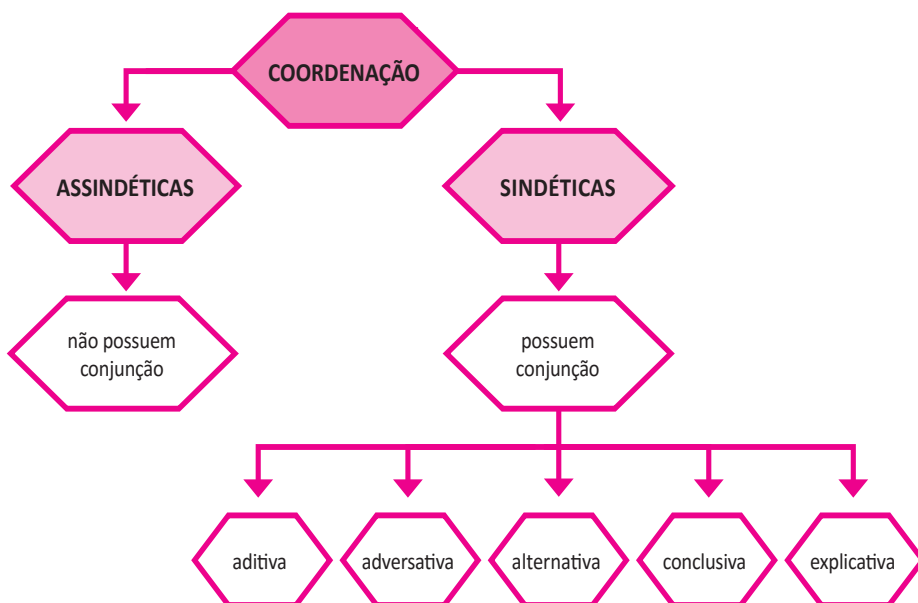 COORDENAÇÃO
ASSINDÉTICAS
SINDÉTICAS
não possuem
conjunção
possuem
conjunção
aditiva
adversativa
alternativa
conclusiva
explicativa